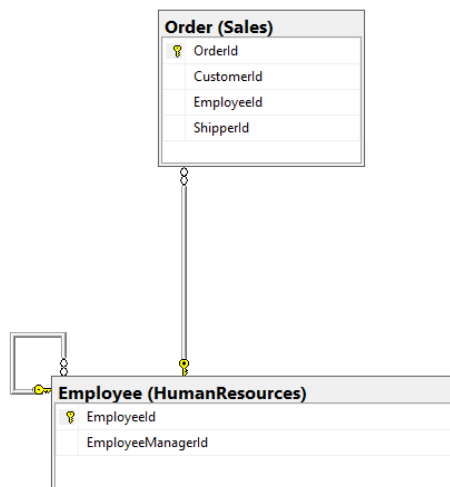 Order (Sales)
OrderId
CustomerId
EmployeeId
ShipperId
Employee (HumanResources)
EmployeeId
EmployeeManagerId